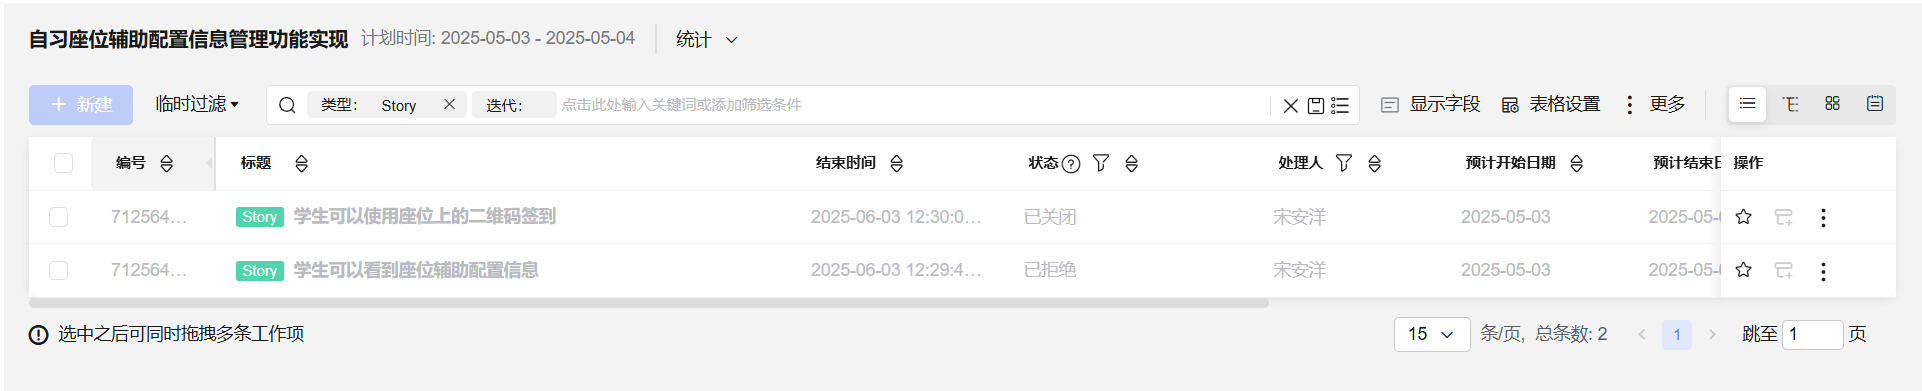 自习座位辅助配置信息管理功能实现 计划时间: 2025-05-03 - 2025-05-04 统计
新建 临时过滤 类型: Story 迭代: 点击此处输入关键词或添加筛选条件 显示字段 表格设置 更多
编号 标题 结束时间 状态 处理人 预计开始日期 预计结束日 操作
712564... Story 学生可以使用座位上的二维码签到 2025-06-03 12:30:0... 已关闭 宋安洋 2025-05-03 2025-05-
712564... Story 学生可以看到座位辅助配置信息 2025-06-03 12:29:4... 已拒绝 宋安洋 2025-05-03 2025-05-
选中之后可同时拖拽多条工作项 15 条/页, 总条数: 2 1 跳至 1 页